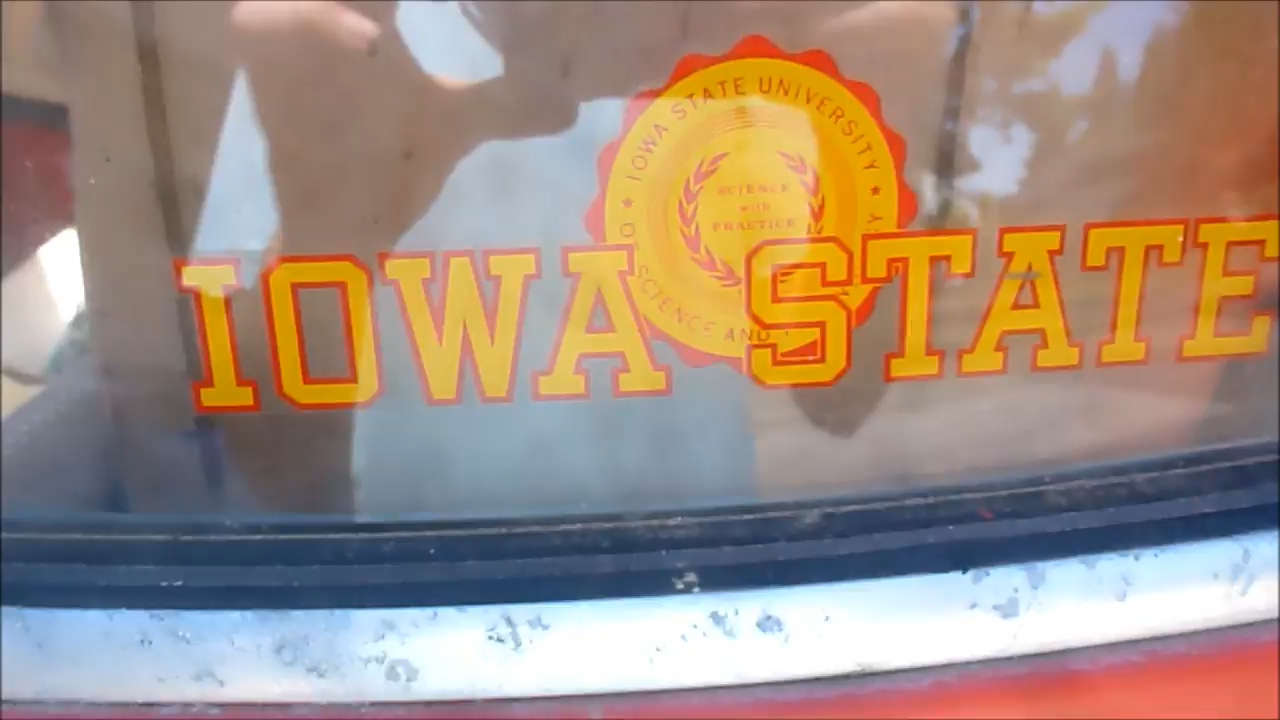 IOWA STATE UNIVERSITY
SCIENCE
with
PRACTICE
SCIENCE AND
IOWA STATE